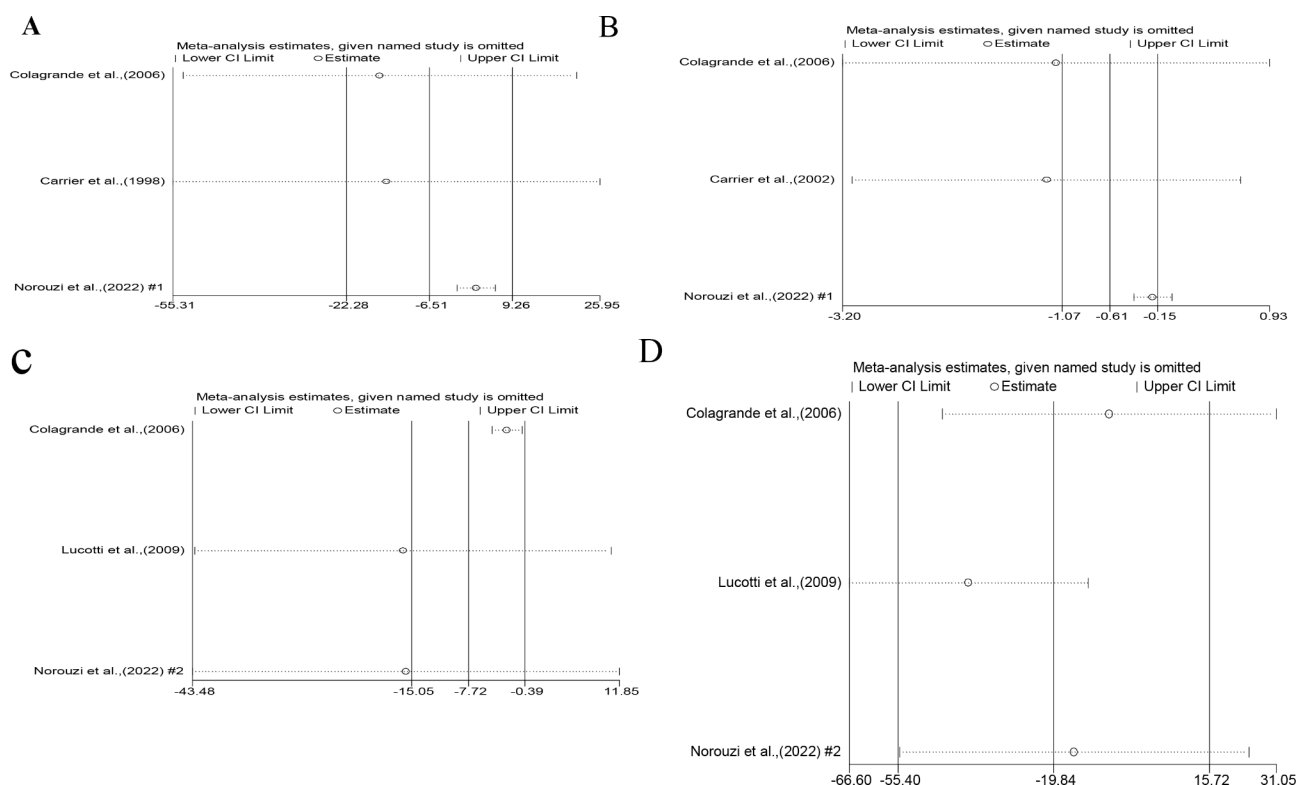 A
Meta-analysis estimates, given named study is omitted
Lower CI Limit Estimate Upper CI Limit
Colagrande et al.,(2006)
Carrier et al.,(1998)
Norouzi et al.,(2022) #1
-55.31 -22.28 -6.51 9.26 25.95
B
Meta-analysis estimates, given named study is omitted
Lower CI Limit Estimate Upper CI Limit
Colagrande et al.,(2006)
Carrier et al.,(2002)
Norouzi et al.,(2022) #1
-3.20 -1.07 -0.61 -0.15 0.93
c
Meta-analysis estimates, given named study is omitted
Lower CI Limit Estimate Upper CI Limit
Colagrande et al.,(2006)
Lucotti et al.,(2009)
Norouzi et al.,(2022) #2
-43.48 -15.05 -7.72 -0.39 11.85
D
Meta-analysis estimates, given named study is omitted
Lower CI Limit Estimate Upper CI Limit
Colagrande et al.,(2006)
Lucotti et al.,(2009)
Norouzi et al.,(2022) #2
-66.60 -55.40 -19.84 15.72 31.05